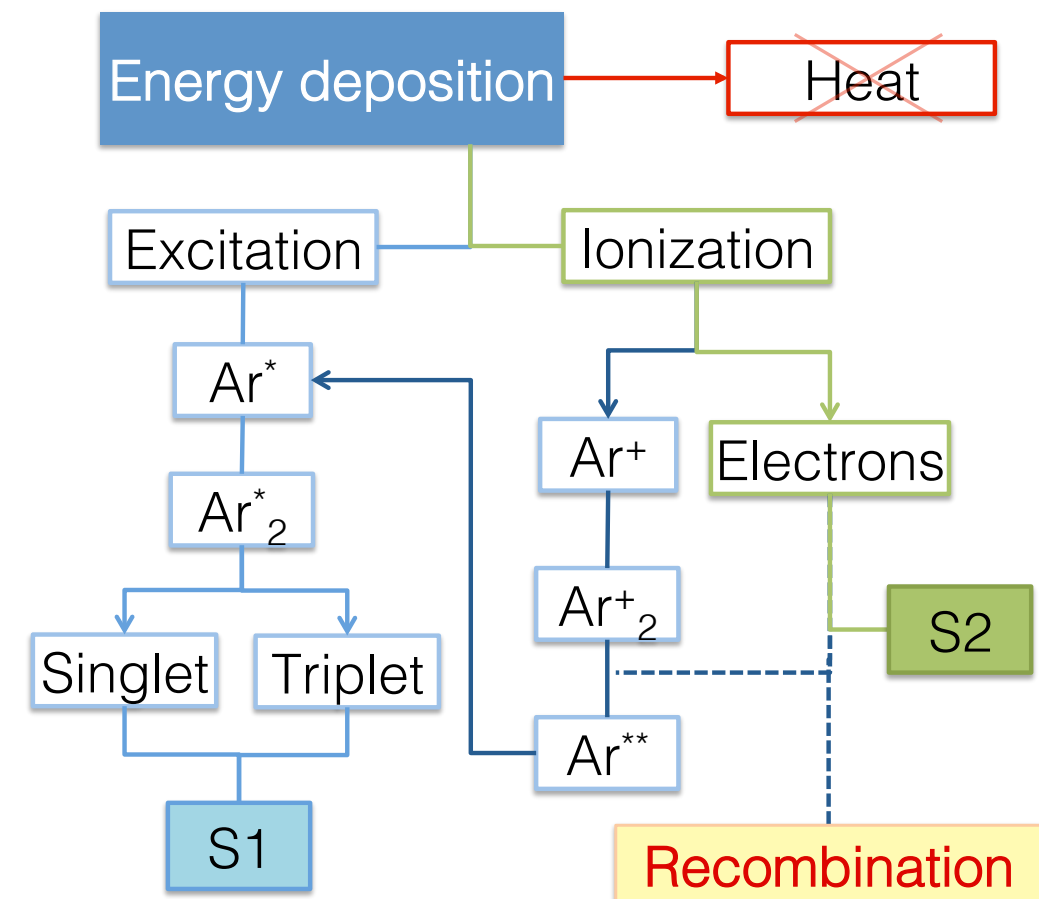 Energy deposition
Heat
Excitation
Ionization
Ar*
Ar⁺
Electrons
Ar*₂
Ar⁺₂
S2
Singlet
Triplet
Ar**
S1
Recombination